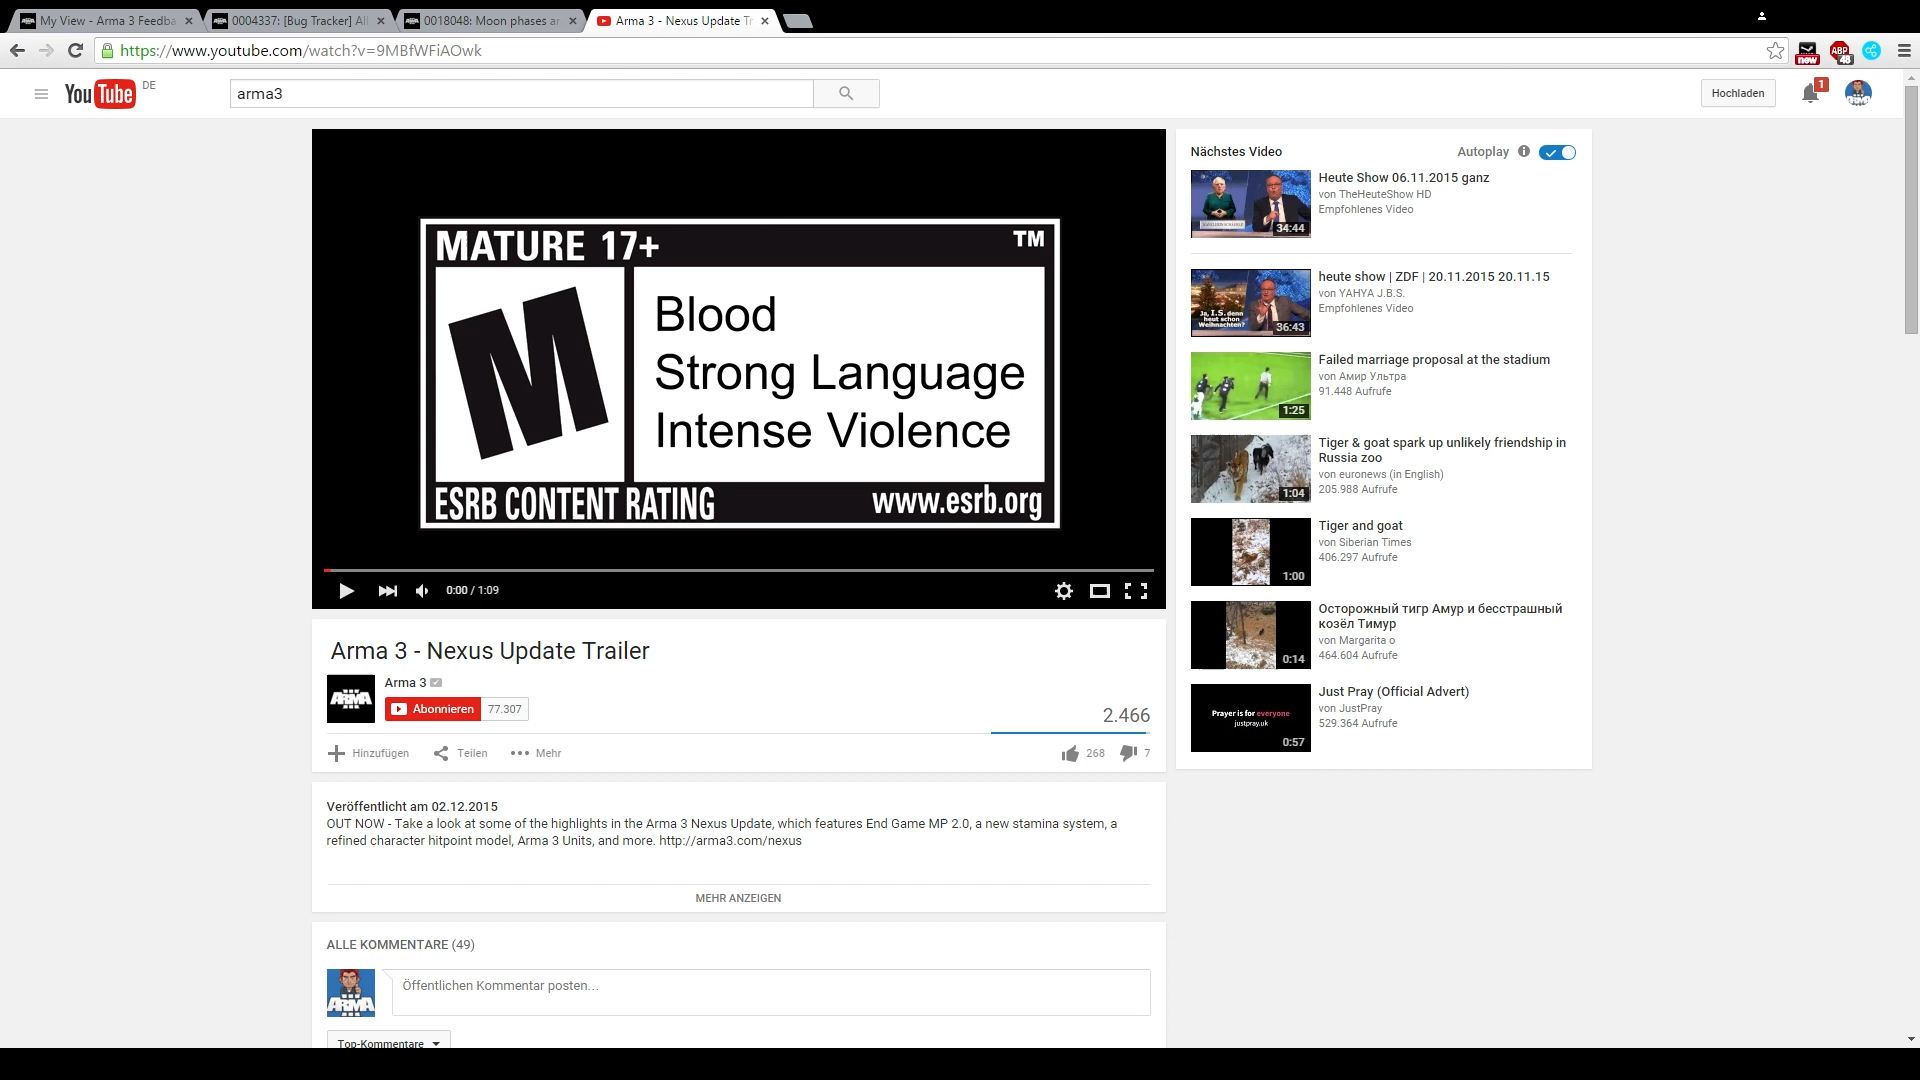 My View - Arma 3 Feedba
0004337: [Bug Tracker] All
0018048: Moon phases ar
Arma 3 - Nexus Update Tr
https://www.youtube.com/watch?v=9MBfWFiAOwk
new
ABP
48
YouTube DE
arma3
Hochladen
1
MATURE 17+ TM
M
Blood
Strong Language
Intense Violence
ESRB CONTENT RATING www.esrb.org
0:00 / 1:09
Arma 3 - Nexus Update Trailer
ARMA
Arma 3
Abonnieren 77.307
2.466
Hinzufügen Teilen Mehr 268 7
Veröffentlicht am 02.12.2015
OUT NOW - Take a look at some of the highlights in the Arma 3 Nexus Update, which features End Game MP 2.0, a new stamina system, a
refined character hitpoint model, Arma 3 Units, and more. http://arma3.com/nexus
MEHR ANZEIGEN
ALLE KOMMENTARE (49)
ARMA
Öffentlichen Kommentar posten...
Top-Kommentare
Nächstes Video Autoplay
Heute Show 06.11.2015 ganz
von TheHeuteShow HD
Empfohlenes Video
34:44
heute show | ZDF | 20.11.2015 20.11.15
von YAHYA J.B.S.
Empfohlenes Video
Ja, I.S. denn
heut schon
Weihnachten?
36:43
Failed marriage proposal at the stadium
von Амир Ультра
91.448 Aufrufe
1:25
Tiger & goat spark up unlikely friendship in
Russia zoo
von euronews (in English)
205.988 Aufrufe
1:04
Tiger and goat
von Siberian Times
406.297 Aufrufe
1:00
Осторожный тигр Амур и бесстрашный
козёл Тимур
von Margarita o
464.604 Aufrufe
0:14
Just Pray (Official Advert)
von JustPray
529.364 Aufrufe
Prayer is for everyone
justpray.uk
0:57